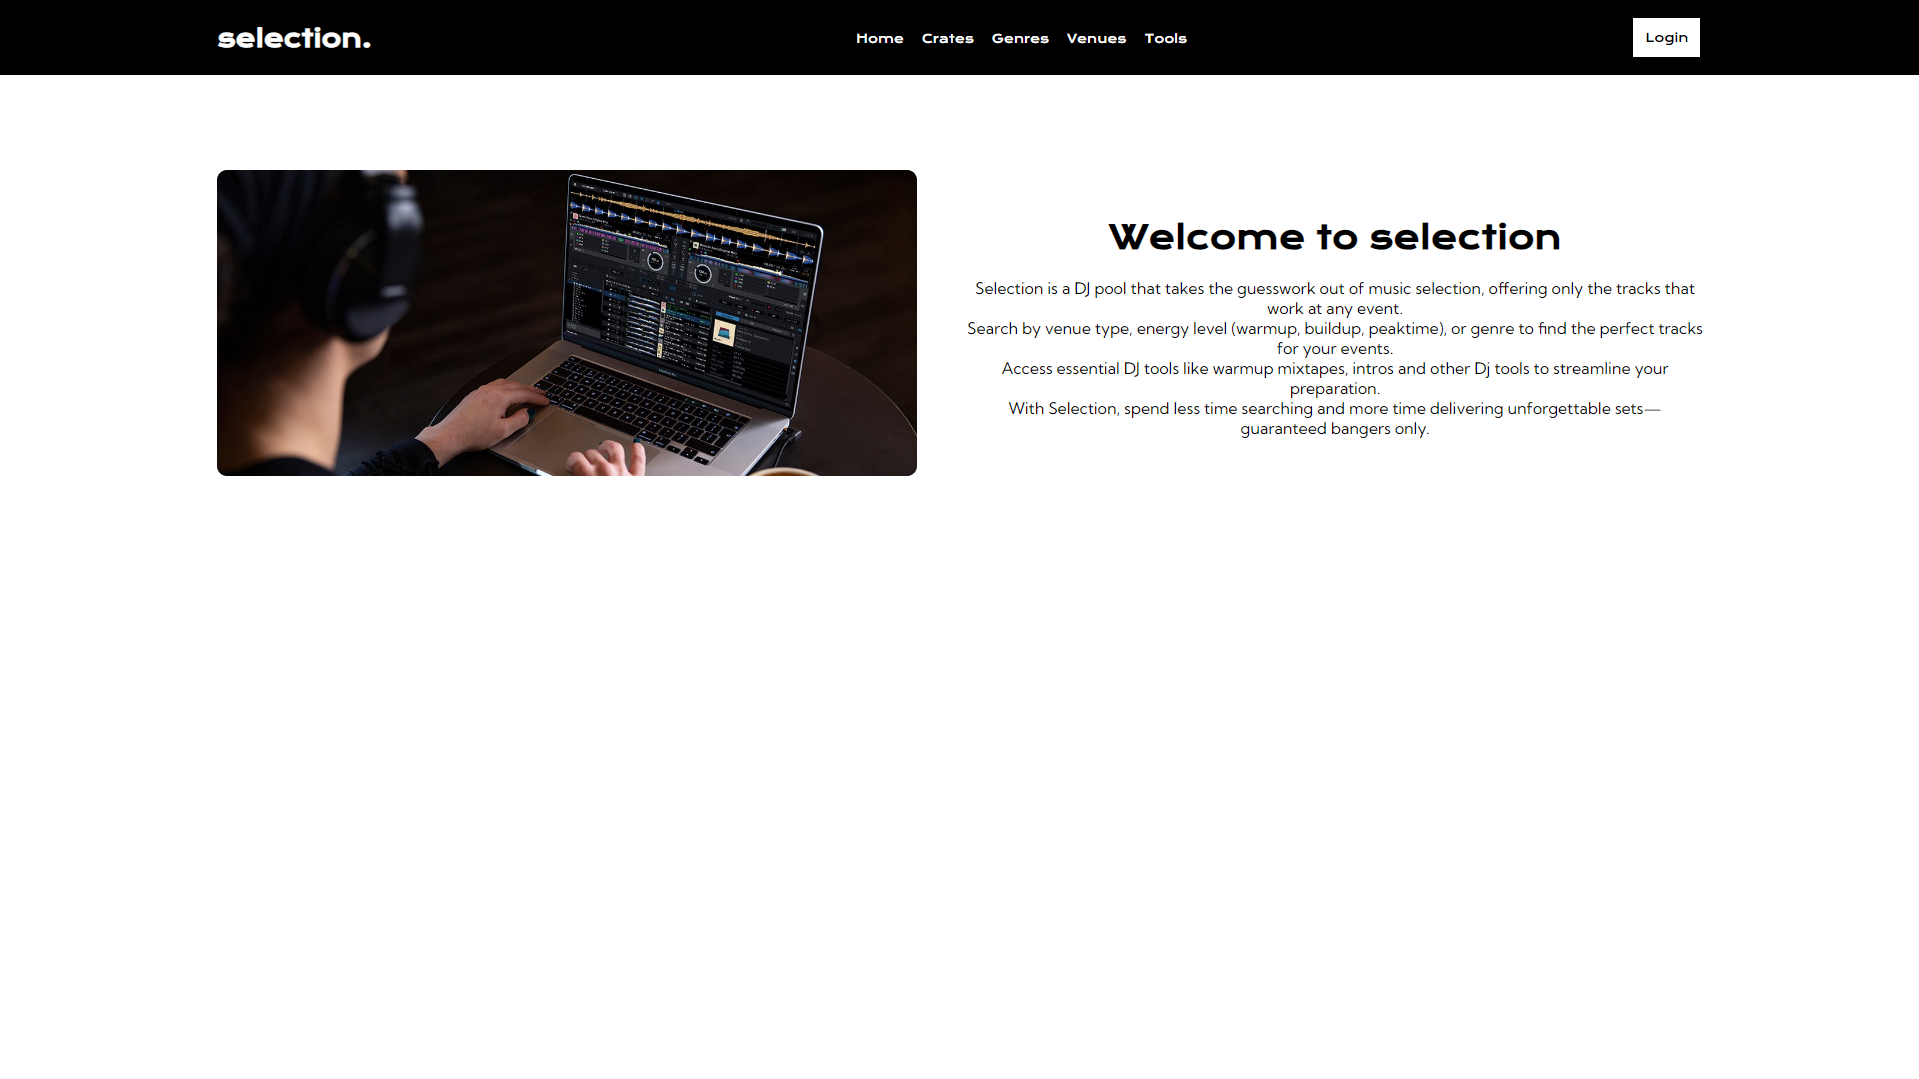 selection.
Home Crates Genres Venues Tools
Login
Welcome to selection
Selection is a DJ pool that takes the guesswork out of music selection, offering only the tracks that
work at any event.
Search by venue type, energy level (warmup, buildup, peaktime), or genre to find the perfect tracks
for your events.
Access essential DJ tools like warmup mixtapes, intros and other Dj tools to streamline your
preparation.
With Selection, spend less time searching and more time delivering unforgettable sets—
guaranteed bangers only.